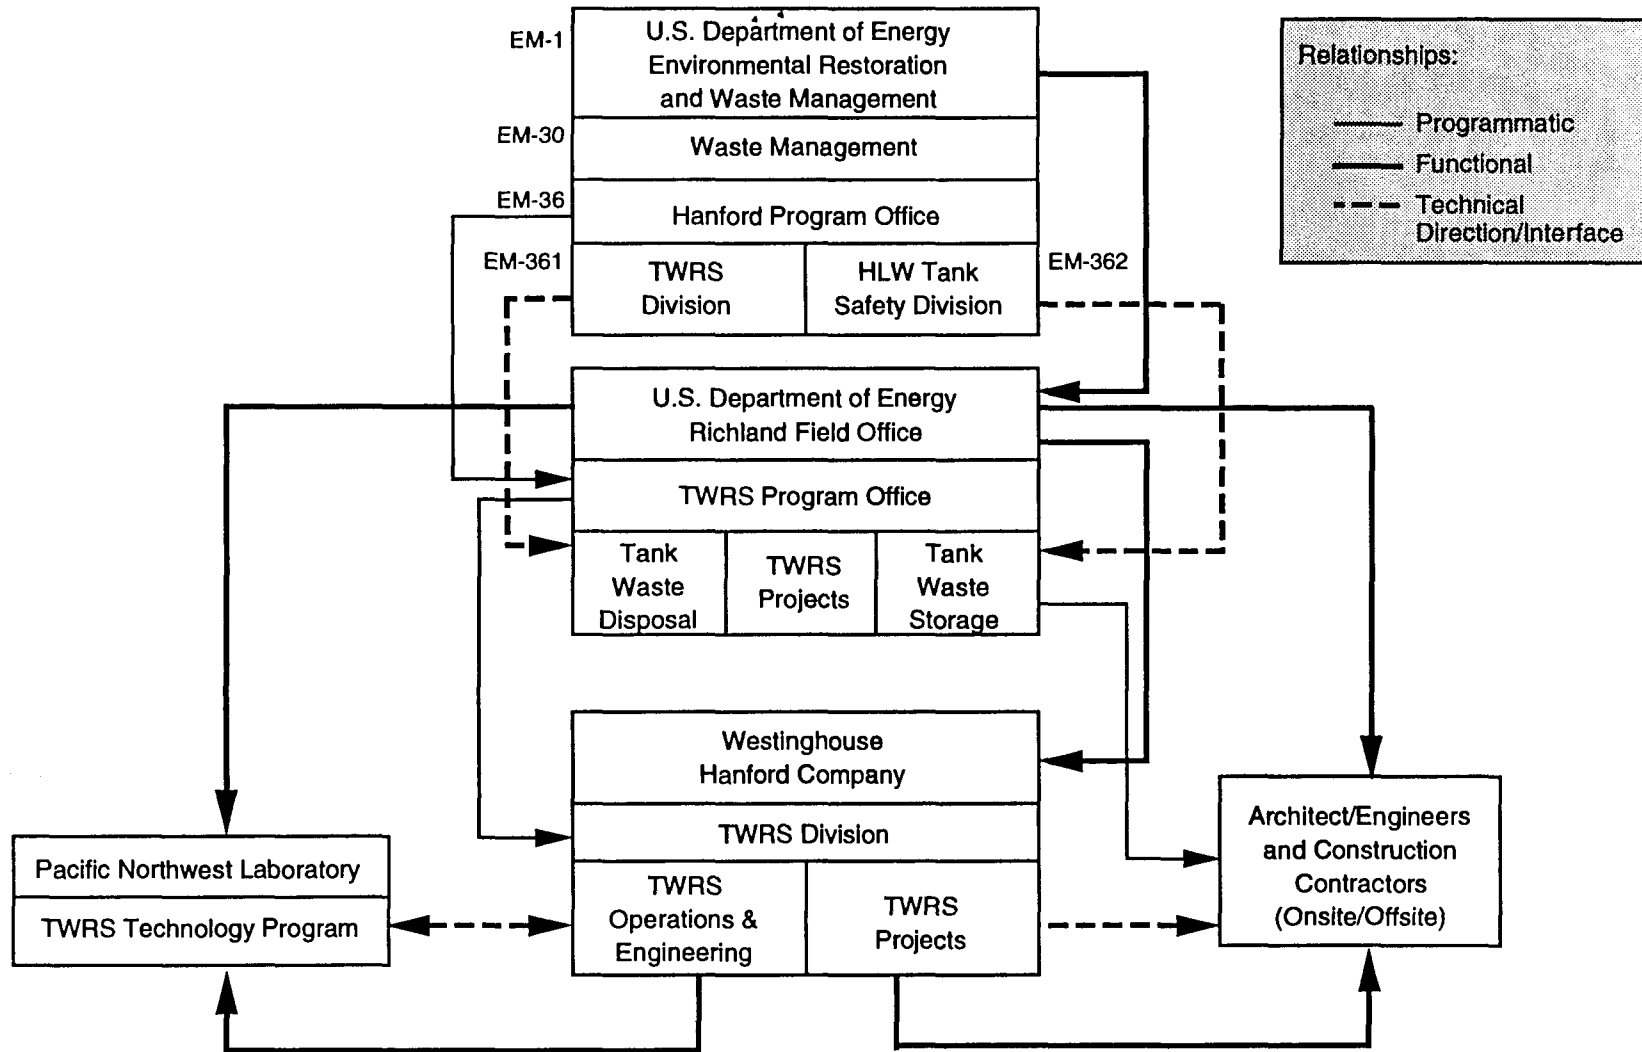 EM-1
U.S. Department of Energy
Environmental Restoration
and Waste Management
EM-30
Waste Management
EM-36
Hanford Program Office
EM-361
TWRS
Division
HLW Tank
Safety Division
EM-362
Relationships:
Programmatic
Functional
Technical
Direction/Interface
U.S. Department of Energy
Richland Field Office
TWRS Program Office
Tank
Waste
Disposal
TWRS
Projects
Tank
Waste
Storage
Westinghouse
Hanford Company
TWRS Division
TWRS
Operations &
Engineering
TWRS
Projects
Pacific Northwest Laboratory
TWRS Technology Program
Architect/Engineers
and Construction
Contractors
(Onsite/Offsite)